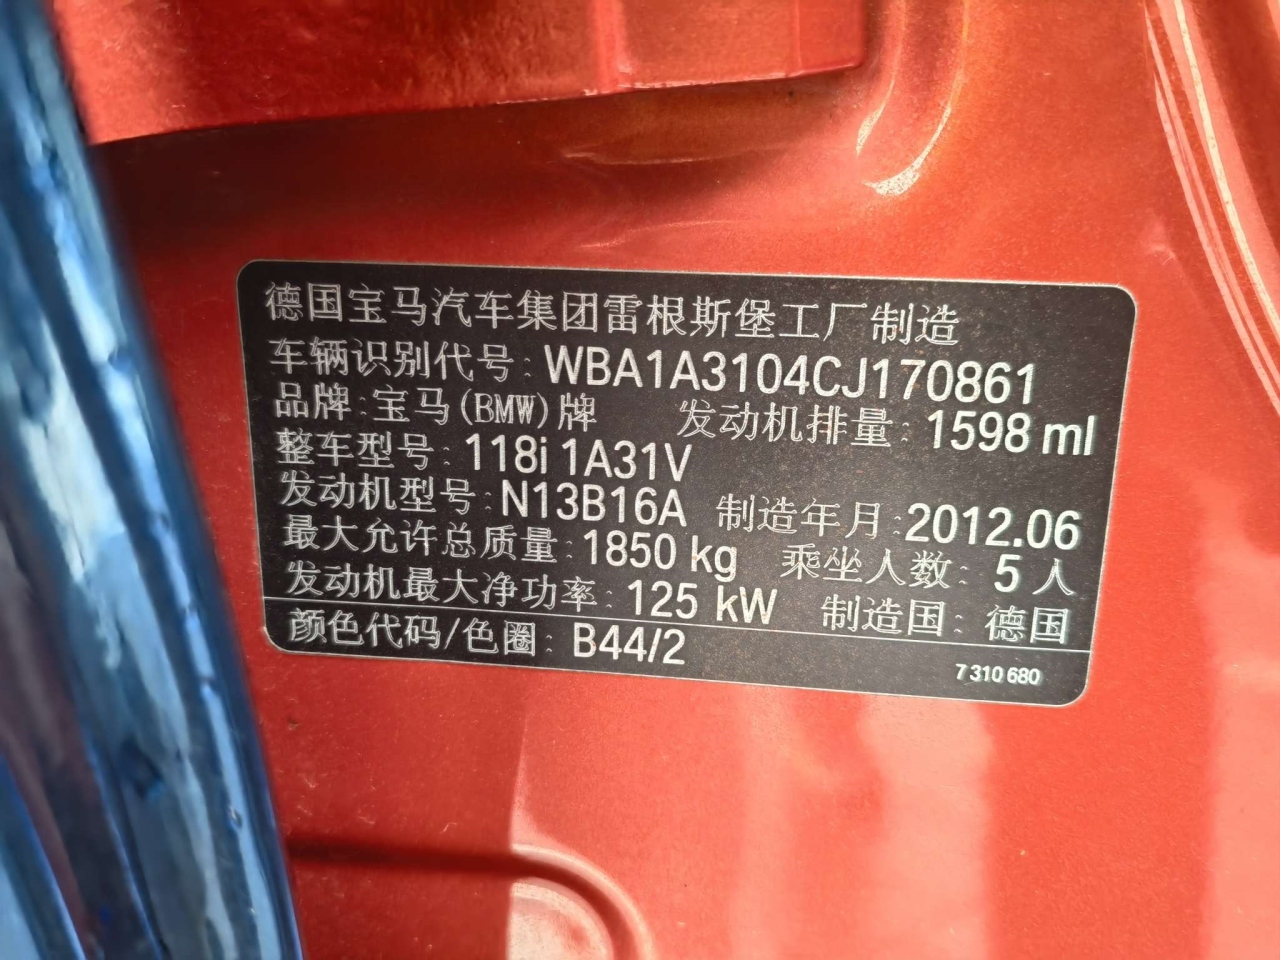 德国宝马汽车集团雷根斯堡工厂制造
车辆识别代号: WBA1A3104CJ170861
品牌: 宝马(BMW)牌 发动机排量: 1598 ml
整车型号: 118i 1A31V
发动机型号: N13B16A 制造年月: 2012.06
最大允许总质量: 1850 kg 乘坐人数: 5 人
发动机最大净功率: 125 kW 制造国: 德国
颜色代码/色圈: B44/2
7 310 680